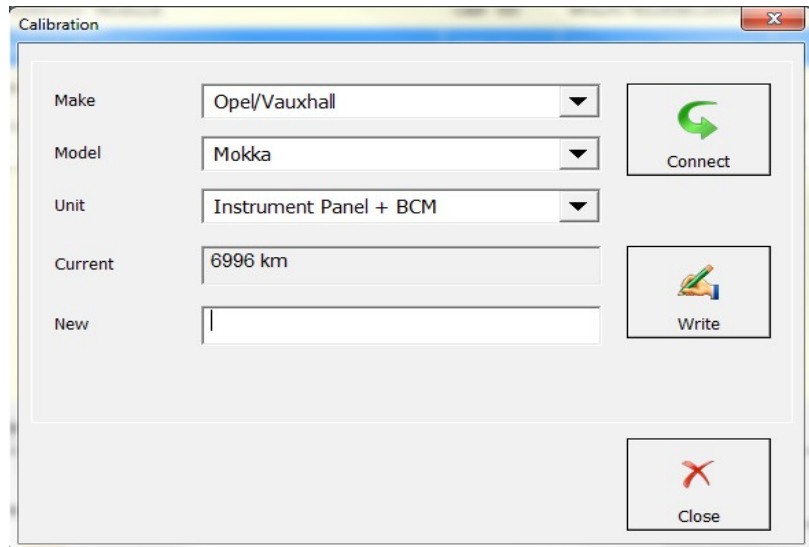 Calibration
Make Opel/Vauxhall
Connect
Model Mokka
Unit Instrument Panel + BCM
Current 6996 km
New
Write
Close